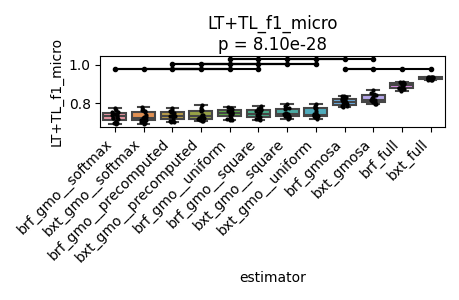 LT+TL_f1_micro
p = 8.10e-28
LT+TL_f1_micro
1.0
0.8
brf_gmo__softmax
bxt_gmo__softmax
brf_gmo__precomputed
bxt_gmo__precomputed
brf_gmo__uniform
brf_gmo__square
bxt_gmo__square
bxt_gmo__uniform
brf_gmosa
bxt_gmosa
brf_full
bxt_full
estimator